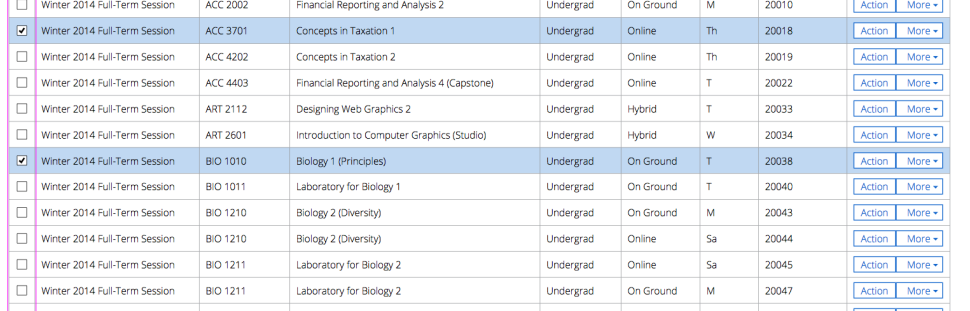 Winter 2014 Full-Term Session ACC 2002 Financial Reporting and Analysis 2 Undergrad On Ground M 20010 Action More
Winter 2014 Full-Term Session ACC 3701 Concepts in Taxation 1 Undergrad Online Th 20018 Action More
Winter 2014 Full-Term Session ACC 4202 Concepts in Taxation 2 Undergrad Online Th 20019 Action More
Winter 2014 Full-Term Session ACC 4403 Financial Reporting and Analysis 4 (Capstone) Undergrad Online T 20022 Action More
Winter 2014 Full-Term Session ART 2112 Designing Web Graphics 2 Undergrad Hybrid T 20033 Action More
Winter 2014 Full-Term Session ART 2601 Introduction to Computer Graphics (Studio) Undergrad Hybrid W 20034 Action More
Winter 2014 Full-Term Session BIO 1010 Biology 1 (Principles) Undergrad On Ground T 20038 Action More
Winter 2014 Full-Term Session BIO 1011 Laboratory for Biology 1 Undergrad On Ground T 20040 Action More
Winter 2014 Full-Term Session BIO 1210 Biology 2 (Diversity) Undergrad On Ground M 20043 Action More
Winter 2014 Full-Term Session BIO 1210 Biology 2 (Diversity) Undergrad Online Sa 20044 Action More
Winter 2014 Full-Term Session BIO 1211 Laboratory for Biology 2 Undergrad Online Sa 20045 Action More
Winter 2014 Full-Term Session BIO 1211 Laboratory for Biology 2 Undergrad On Ground M 20047 Action More